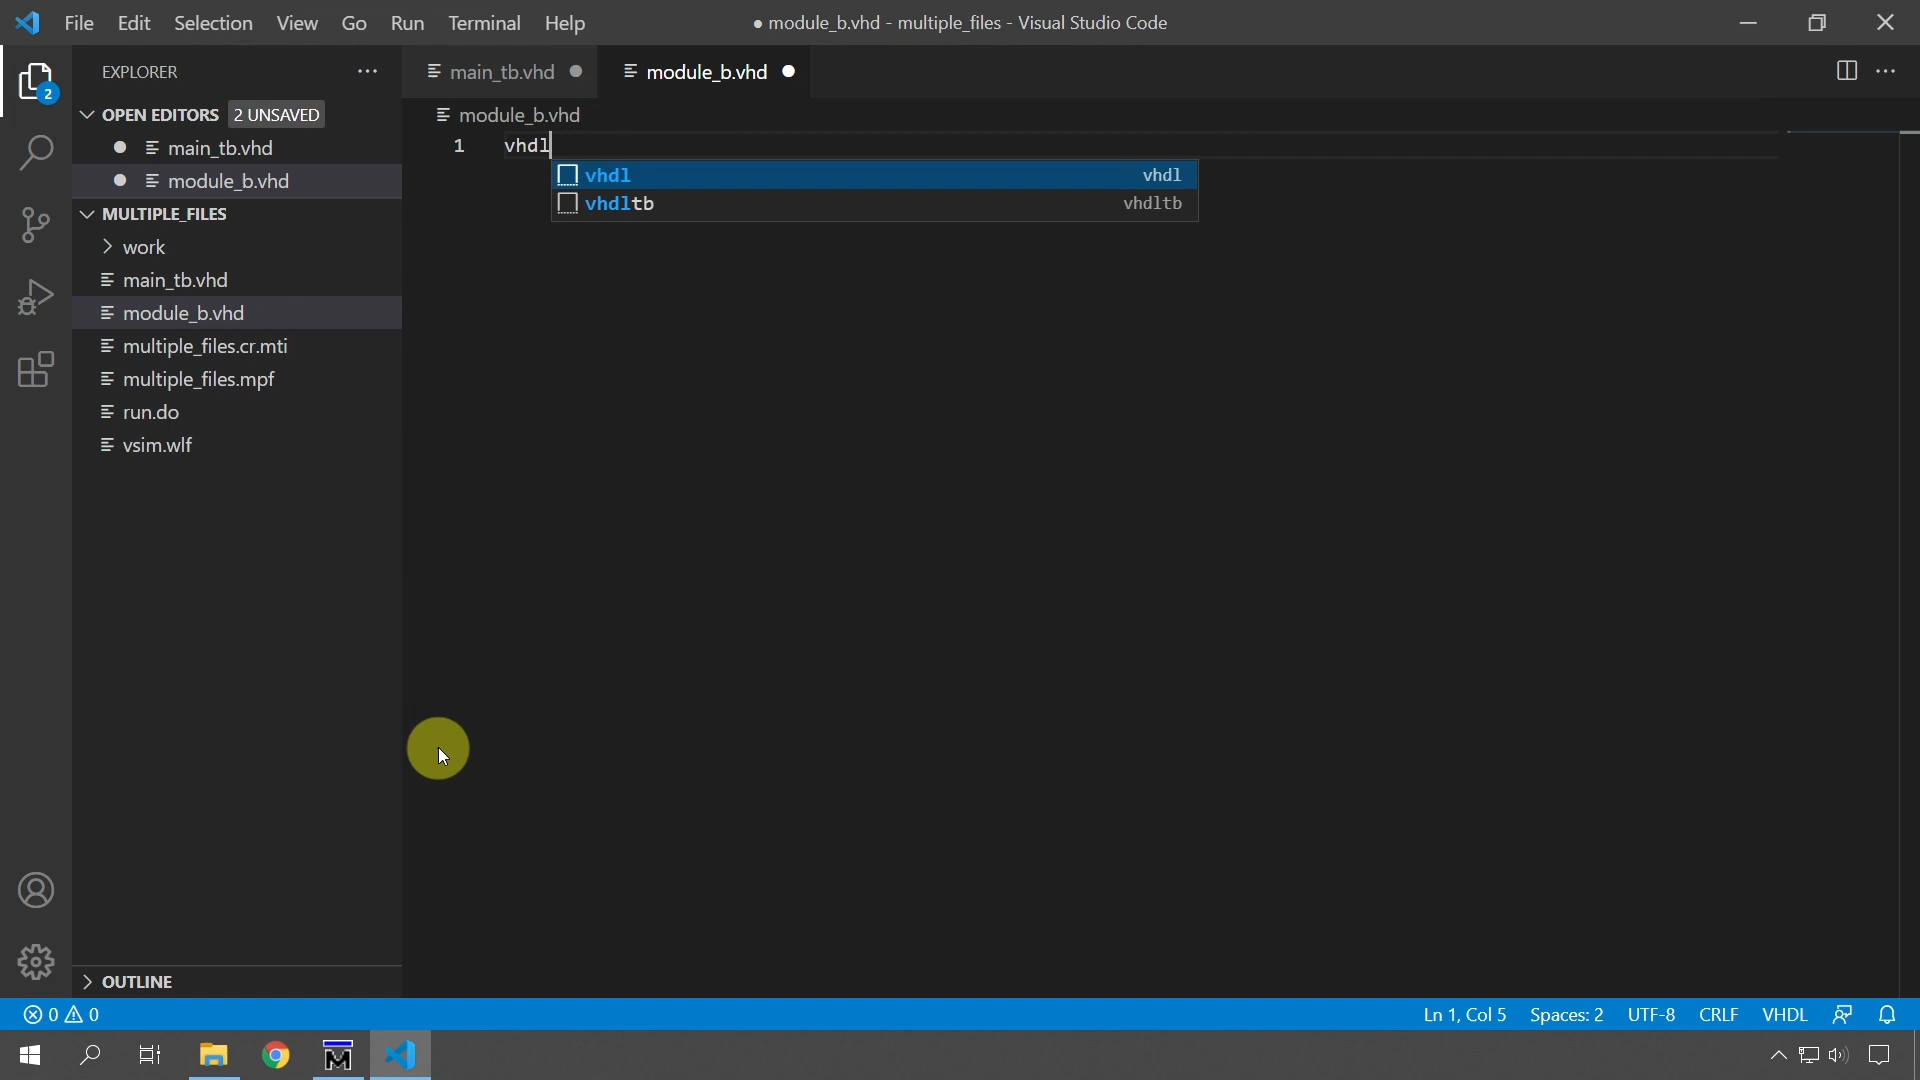 File Edit Selection View Go Run Terminal Help
● module_b.vhd - multiple_files - Visual Studio Code
EXPLORER
main_tb.vhd
module_b.vhd
2
OPEN EDITORS 2 UNSAVED
module_b.vhd
main_tb.vhd
1 vhdl
module_b.vhd
vhdl vhdl
vhdltb vhdltb
MULTIPLE_FILES
work
main_tb.vhd
module_b.vhd
multiple_files.cr.mti
multiple_files.mpf
run.do
vsim.wlf
OUTLINE
0 0
Ln 1, Col 5 Spaces: 2 UTF-8 CRLF VHDL
M